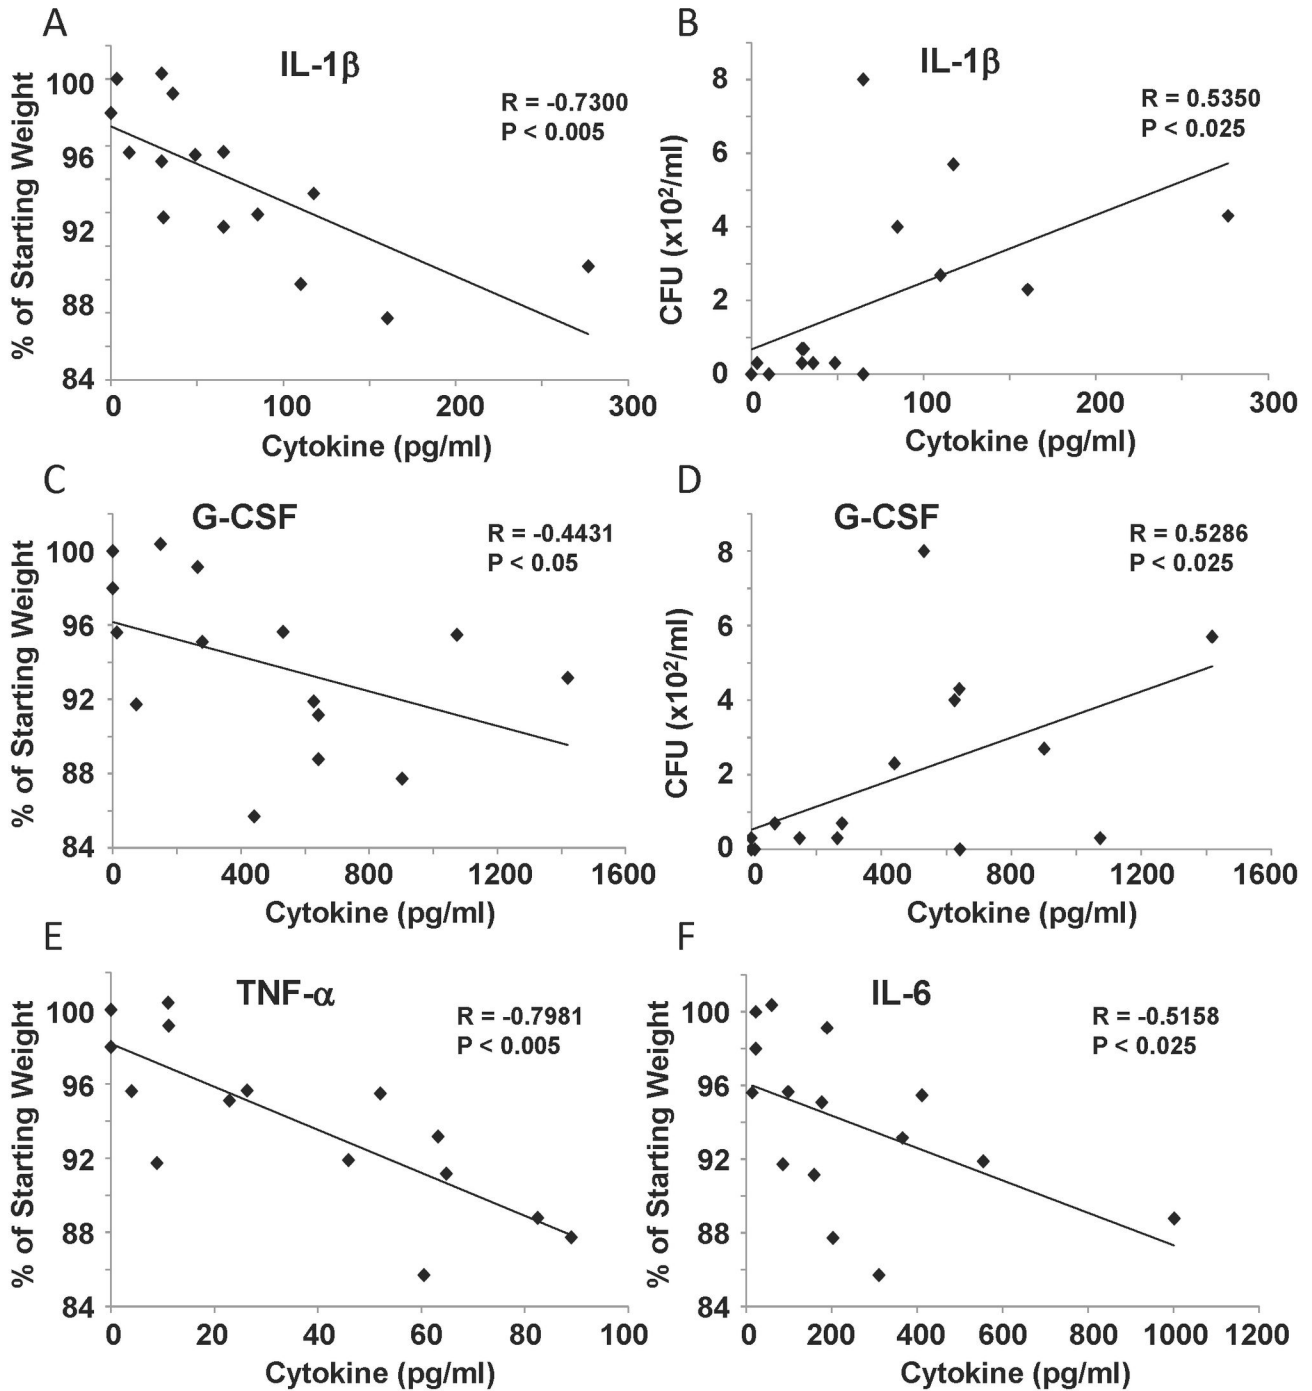 A
IL-1β
R = -0.7300
P < 0.005
% of Starting Weight
100
96
92
88
84
0
100
200
300
Cytokine (pg/ml)
B
IL-1β
R = 0.5350
P < 0.025
CFU (x10²/ml)
8
6
4
2
0
0
100
200
300
Cytokine (pg/ml)
C
G-CSF
R = -0.4431
P < 0.05
% of Starting Weight
100
96
92
88
84
0
400
800
1200
1600
Cytokine (pg/ml)
D
G-CSF
R = 0.5286
P < 0.025
CFU (x10²/ml)
8
6
4
2
0
0
400
800
1200
1600
Cytokine (pg/ml)
E
TNF-α
R = -0.7981
P < 0.005
% of Starting Weight
100
96
92
88
84
0
20
40
60
80
100
Cytokine (pg/ml)
F
IL-6
R = -0.5158
P < 0.025
% of Starting Weight
100
96
92
88
84
0
200
400
600
800
1000
1200
Cytokine (pg/ml)